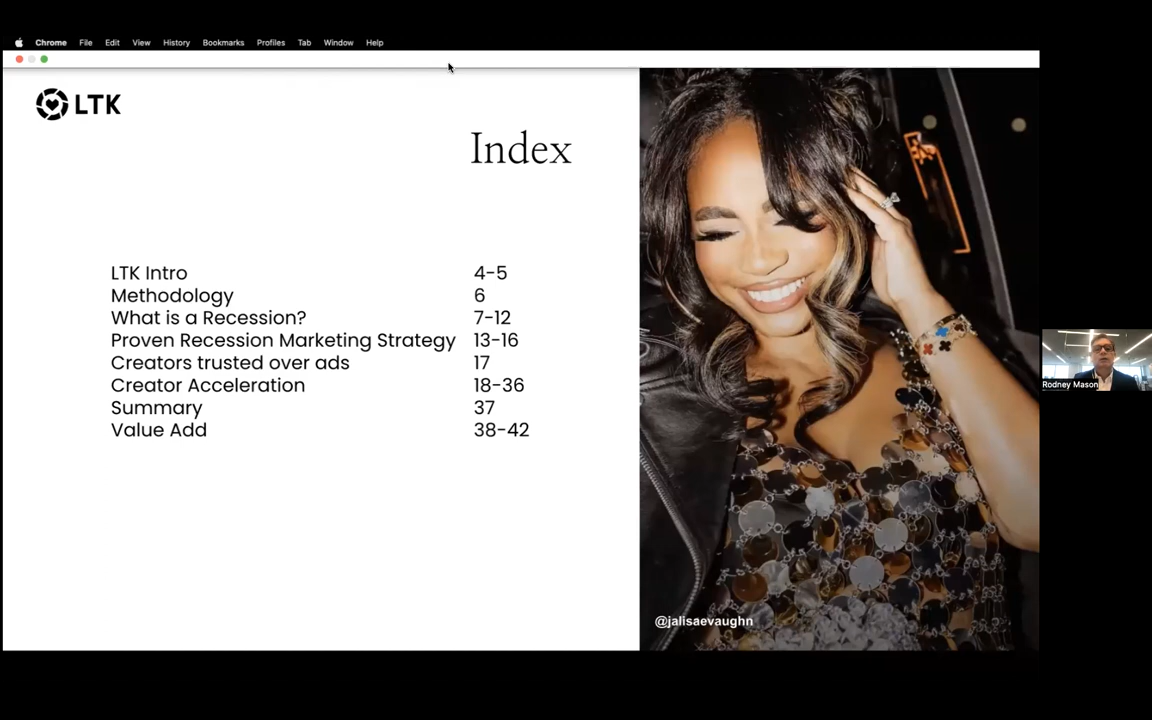 Chrome File Edit View History Bookmarks Profiles Tab Window Help
LTK
Index
LTK Intro 4-5
Methodology 6
What is a Recession? 7-12
Proven Recession Marketing Strategy 13-16
Creators trusted over ads 17
Creator Acceleration 18-36
Summary 37
Value Add 38-42
@jalisaevaughn
Rodney Mason